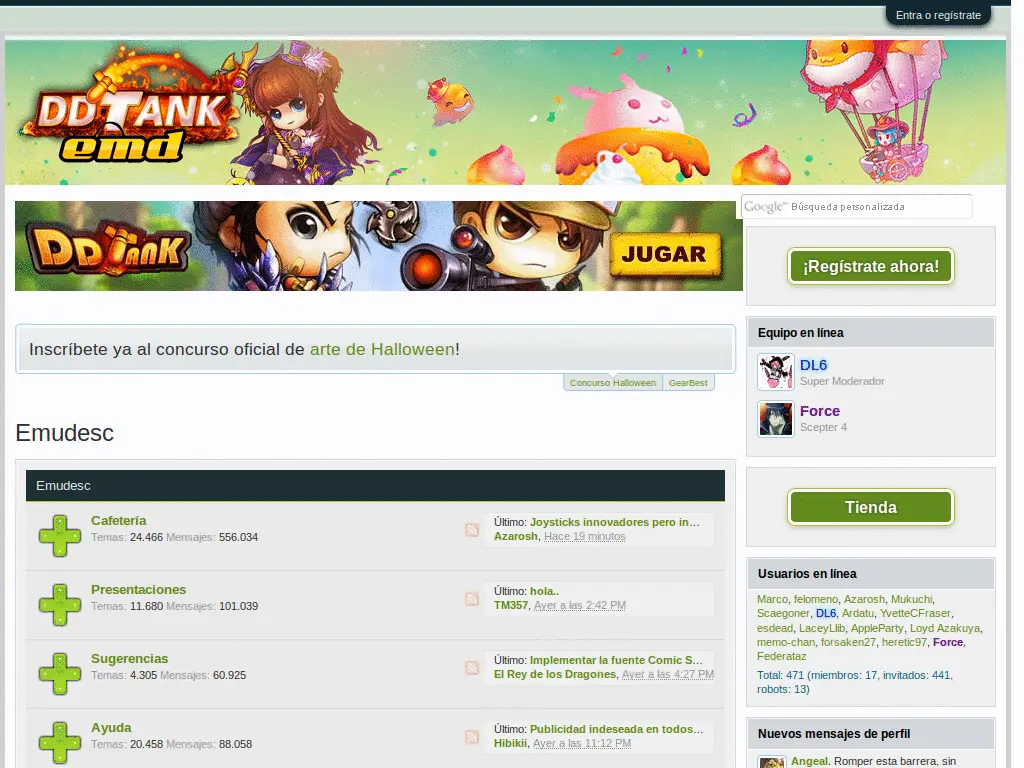 Entra o regístrate
DDTANK
emd
DDTANK
JUGAR
Google™ Búsqueda personalizada
¡Regístrate ahora!
Inscríbete ya al concurso oficial de arte de Halloween!
Concurso Halloween
GearBest
Equipo en línea
DL6
Super Moderador
Force
Scepter 4
Emudesc
Emudesc
Cafetería
Temas: 24.466 Mensajes: 556.034
Último: Joysticks innovadores pero in…
Azarosh, Hace 19 minutos
Presentaciones
Temas: 11.680 Mensajes: 101.039
Último: hola..
TM357, Ayer a las 2:42 PM
Sugerencias
Temas: 4.305 Mensajes: 60.925
Último: Implementar la fuente Comic S…
El Rey de los Dragones, Ayer a las 4:27 PM
Ayuda
Temas: 20.458 Mensajes: 88.058
Último: Publicidad indeseada en todos…
Hibikii, Ayer a las 11:12 PM
Tienda
Usuarios en línea
Marco, felomeno, Azarosh, Mukuchi,
Scaegoner, DL6, Ardatu, YvetteCFraser,
esdead, LaceyLlib, AppleParty, Loyd Azakuya,
memo-chan, forsaken27, heretic97, Force,
Federataz
Total: 471 (miembros: 17, invitados: 441,
robots: 13)
Nuevos mensajes de perfil
Angeal. Romper esta barrera, sin